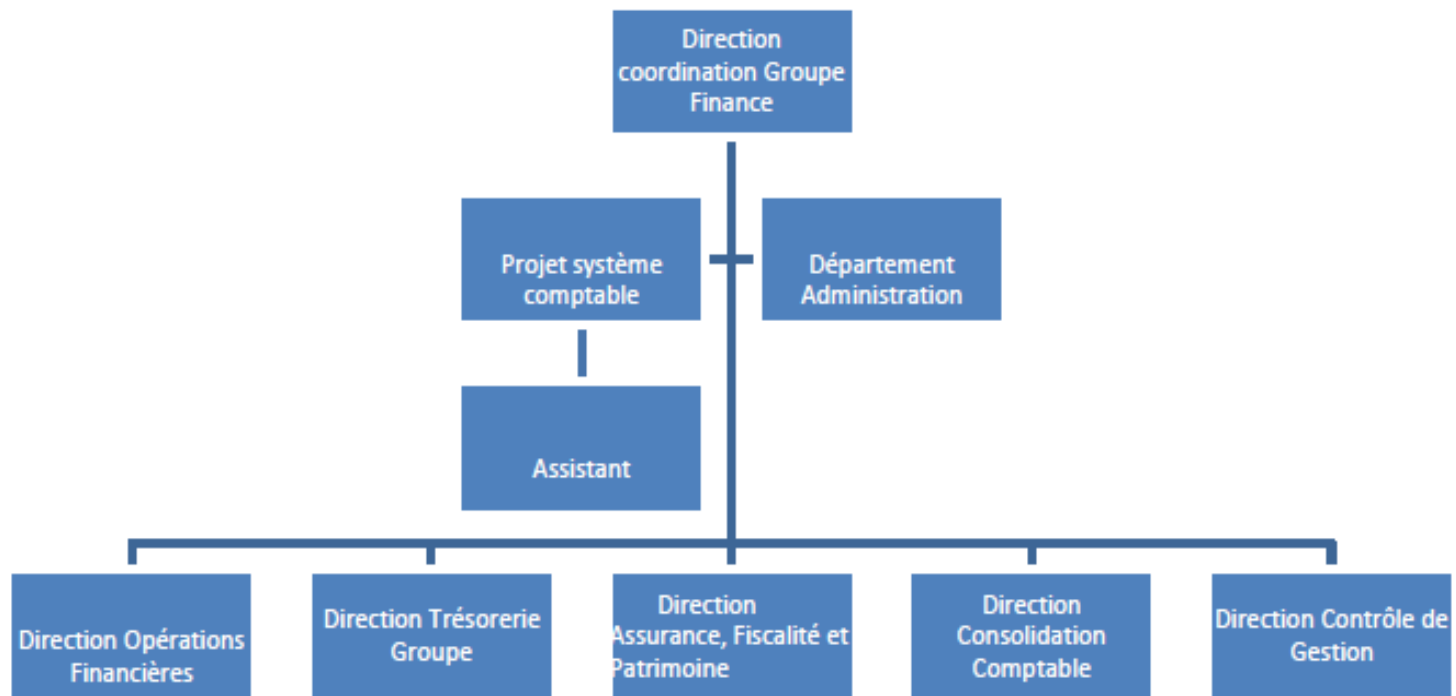 Direction
coordination Groupe
Finance
Projet système
comptable
Département
Administration
Assistant
Direction Opérations
Financières
Direction Trésorerie
Groupe
Direction
Assurance, Fiscalité et
Patrimoine
Direction
Consolidation
Comptable
Direction Contrôle de
Gestion